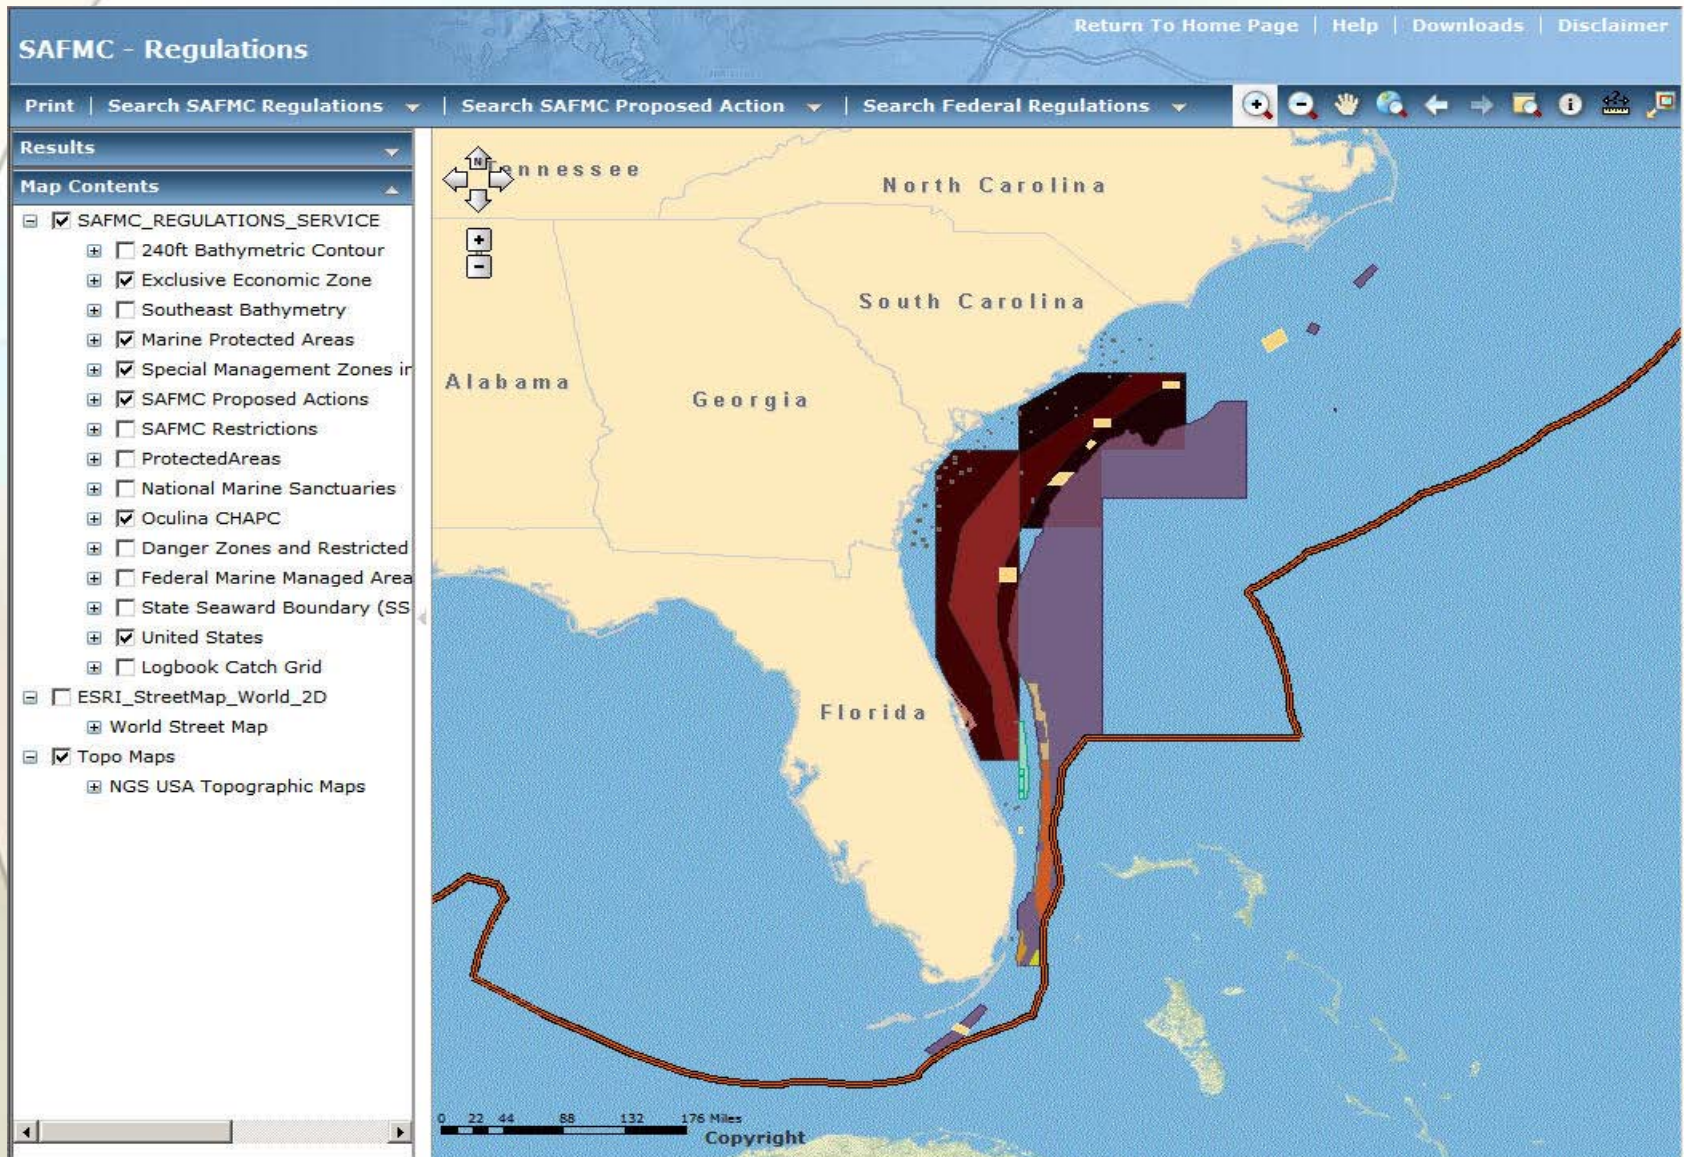 Return To Home Page | Help | Downloads | Disclaimer
SAFMC - Regulations
Print | Search SAFMC Regulations | Search SAFMC Proposed Action | Search Federal Regulations
Results
Map Contents
SAFMC_REGULATIONS_SERVICE
240ft Bathymetric Contour
Exclusive Economic Zone
Southeast Bathymetry
Marine Protected Areas
Special Management Zones ir
SAFMC Proposed Actions
SAFMC Restrictions
ProtectedAreas
National Marine Sanctuaries
Oculina CHAPC
Danger Zones and Restricted
Federal Marine Managed Area
State Seaward Boundary (SS
United States
Logbook Catch Grid
ESRI_StreetMap_World_2D
World Street Map
Topo Maps
NGS USA Topographic Maps
N
ennessee
North Carolina
South Carolina
Alabama
Georgia
Florida
0 22 44 88 132 176 Miles
Copyright